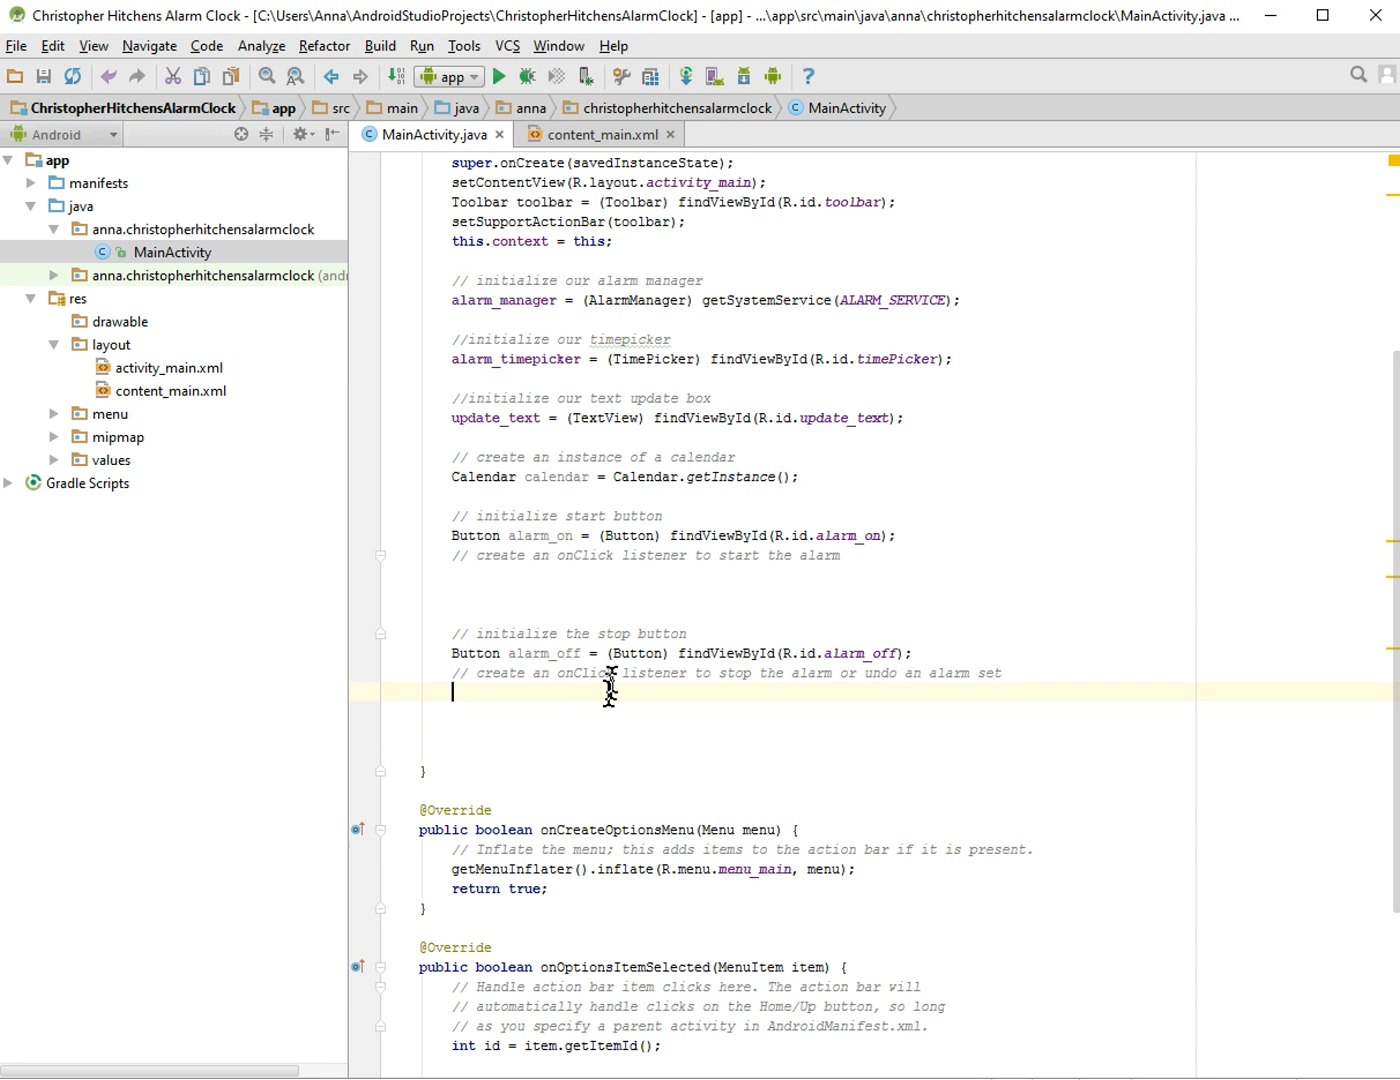 Christopher Hitchens Alarm Clock - [C:\Users\Anna\AndroidStudioProjects\ChristopherHitchensAlarmClock] - [app] - ...\app\src\main\java\anna\christopherhitchensalarmclock\MainActivity.java ...
File Edit View Navigate Code Analyze Refactor Build Run Tools VCS Window Help
app
ChristopherHitchensAlarmClock app src main java anna christopherhitchensalarmclock MainActivity
Android
MainActivity.java content_main.xml
app
manifests
java
anna.christopherhitchensalarmclock
MainActivity
anna.christopherhitchensalarmclock (andr
res
drawable
layout
activity_main.xml
content_main.xml
menu
mipmap
values
Gradle Scripts
super.onCreate(savedInstanceState);
setContentView(R.layout.activity_main);
Toolbar toolbar = (Toolbar) findViewById(R.id.toolbar);
setSupportActionBar(toolbar);
this.context = this;
// initialize our alarm manager
alarm_manager = (AlarmManager) getSystemService(ALARM_SERVICE);
//initialize our timepicker
alarm_timepicker = (TimePicker) findViewById(R.id.timePicker);
//initialize our text update box
update_text = (TextView) findViewById(R.id.update_text);
// create an instance of a calendar
Calendar calendar = Calendar.getInstance();
// initialize start button
Button alarm_on = (Button) findViewById(R.id.alarm_on);
// create an onClick listener to start the alarm
// initialize the stop button
Button alarm_off = (Button) findViewById(R.id.alarm_off);
// create an onClick listener to stop the alarm or undo an alarm set
}
@Override
public boolean onCreateOptionsMenu(Menu menu) {
// Inflate the menu; this adds items to the action bar if it is present.
getMenuInflater().inflate(R.menu.menu_main, menu);
return true;
}
@Override
public boolean onOptionsItemSelected(MenuItem item) {
// Handle action bar item clicks here. The action bar will
// automatically handle clicks on the Home/Up button, so long
// as you specify a parent activity in AndroidManifest.xml.
int id = item.getItemId();